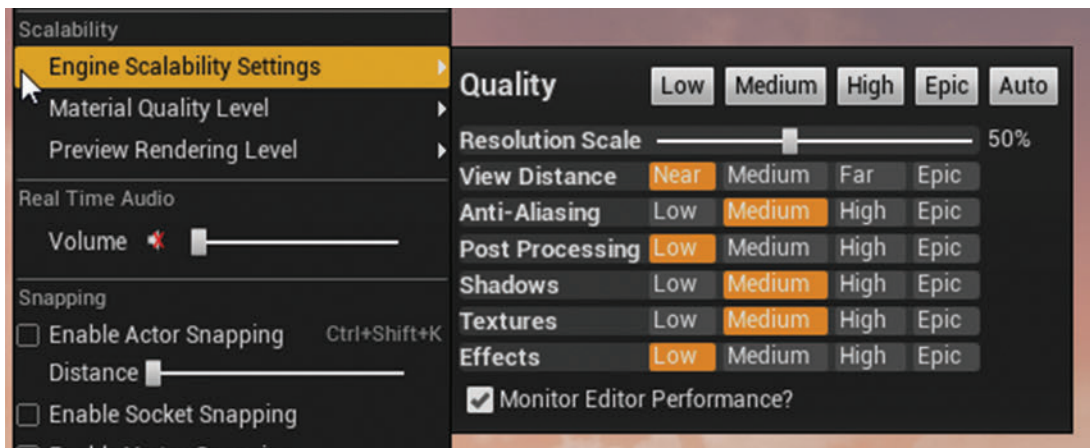 Scalability
Engine Scalability Settings
Material Quality Level
Preview Rendering Level
Real Time Audio
Volume
Snapping
Enable Actor Snapping Ctrl+Shift+K
Distance
Enable Socket Snapping
Quality Low Medium High Epic Auto
Resolution Scale 50%
View Distance Near Medium Far Epic
Anti-Aliasing Low Medium High Epic
Post Processing Low Medium High Epic
Shadows Low Medium High Epic
Textures Low Medium High Epic
Effects Low Medium High Epic
Monitor Editor Performance?